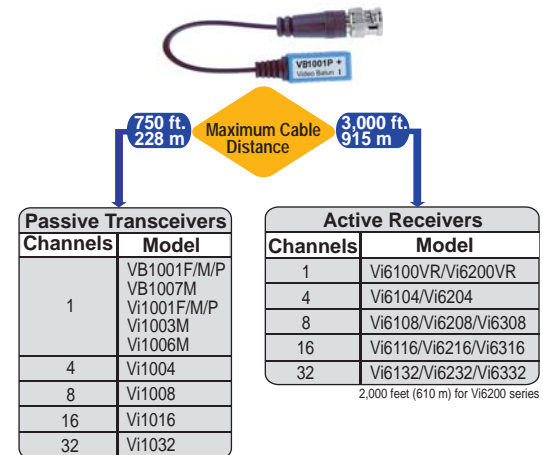 VB1001P +
Video Balun -
750 ft.
228 m
Maximum Cable
Distance
3,000 ft.
915 m
Passive Transceivers
Channels Model
1
VB1001F/M/P
VB1007M
Vi1001F/M/P
Vi1003M
Vi1006M
4 Vi1004
8 Vi1008
16 Vi1016
32 Vi1032
Active Receivers
Channels Model
1 Vi6100VR/Vi6200VR
4 Vi6104/Vi6204
8 Vi6108/Vi6208/Vi6308
16 Vi6116/Vi6216/Vi6316
32 Vi6132/Vi6232/Vi6332
2,000 feet (610 m) for Vi6200 series